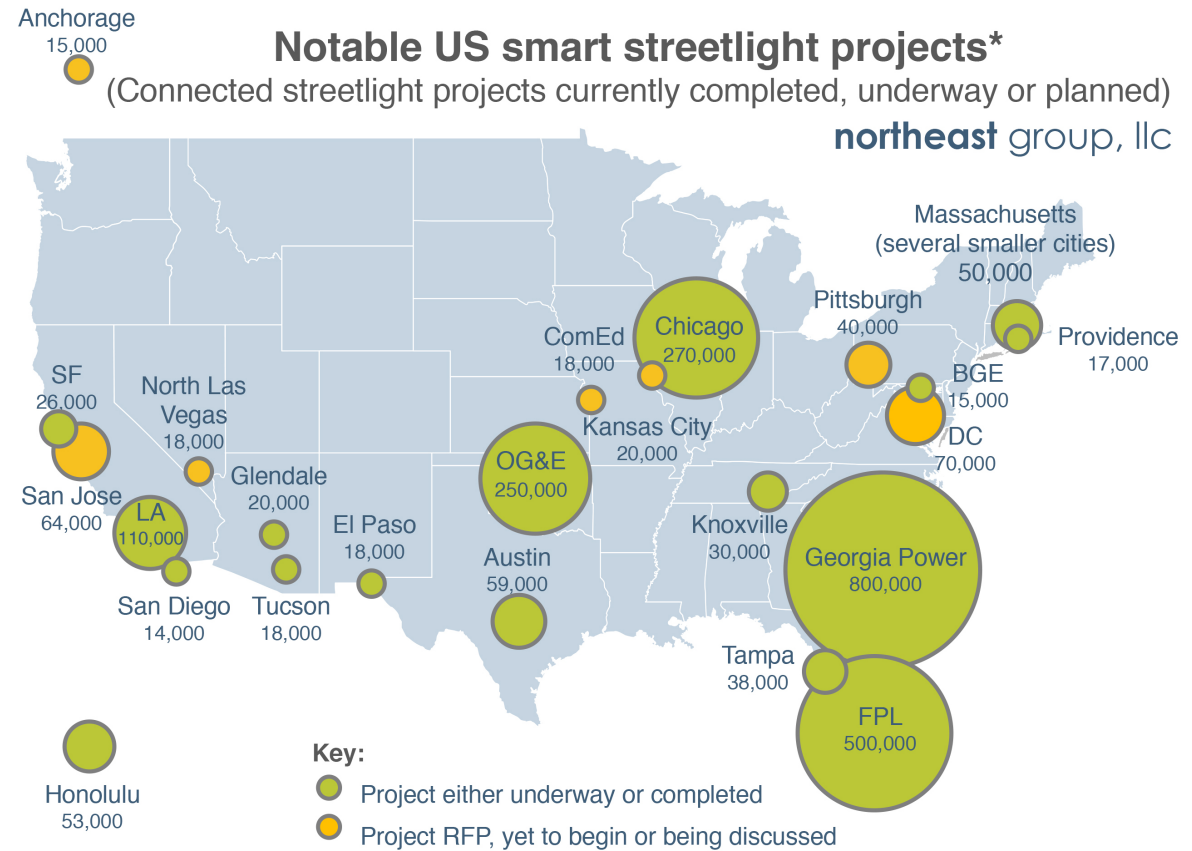 Anchorage
15,000
Notable US smart streetlight projects*
(Connected streetlight projects currently completed, underway or planned)
northeast group, llc
Massachusetts
(several smaller cities)
50,000
Pittsburgh
40,000
Providence
17,000
ComEd
18,000
Chicago
270,000
SF
26,000
North Las
Vegas
18,000
BGE
15,000
Kansas City
20,000
DC
70,000
San Jose
64,000
LA
110,000
Glendale
20,000
OG&E
250,000
El Paso
18,000
Knoxville
30,000
Austin
59,000
Georgia Power
800,000
San Diego
14,000
Tucson
18,000
Tampa
38,000
FPL
500,000
Honolulu
53,000
Key:
Project either underway or completed
Project RFP, yet to begin or being discussed